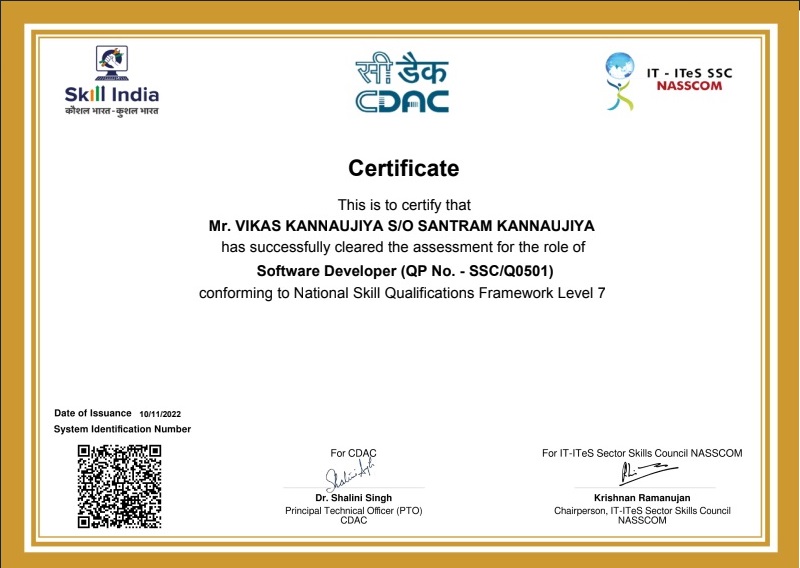 Skill India
कौशल भारत-कुशल भारत
सी डैक
CDAC
IT - ITeS SSC
NASSCOM
Certificate
This is to certify that
Mr. VIKAS KANNAUJIYA S/O SANTRAM KANNAUJIYA
has successfully cleared the assessment for the role of
Software Developer (QP No. - SSC/Q0501)
conforming to National Skill Qualifications Framework Level 7
Date of Issuance 10/11/2022
System Identification Number
For CDAC
Shalini Singh
Dr. Shalini Singh
Principal Technical Officer (PTO)
CDAC
For IT-ITeS Sector Skills Council NASSCOM
Krishnan Ramanujan
Chairperson, IT-ITeS Sector Skills Council
NASSCOM